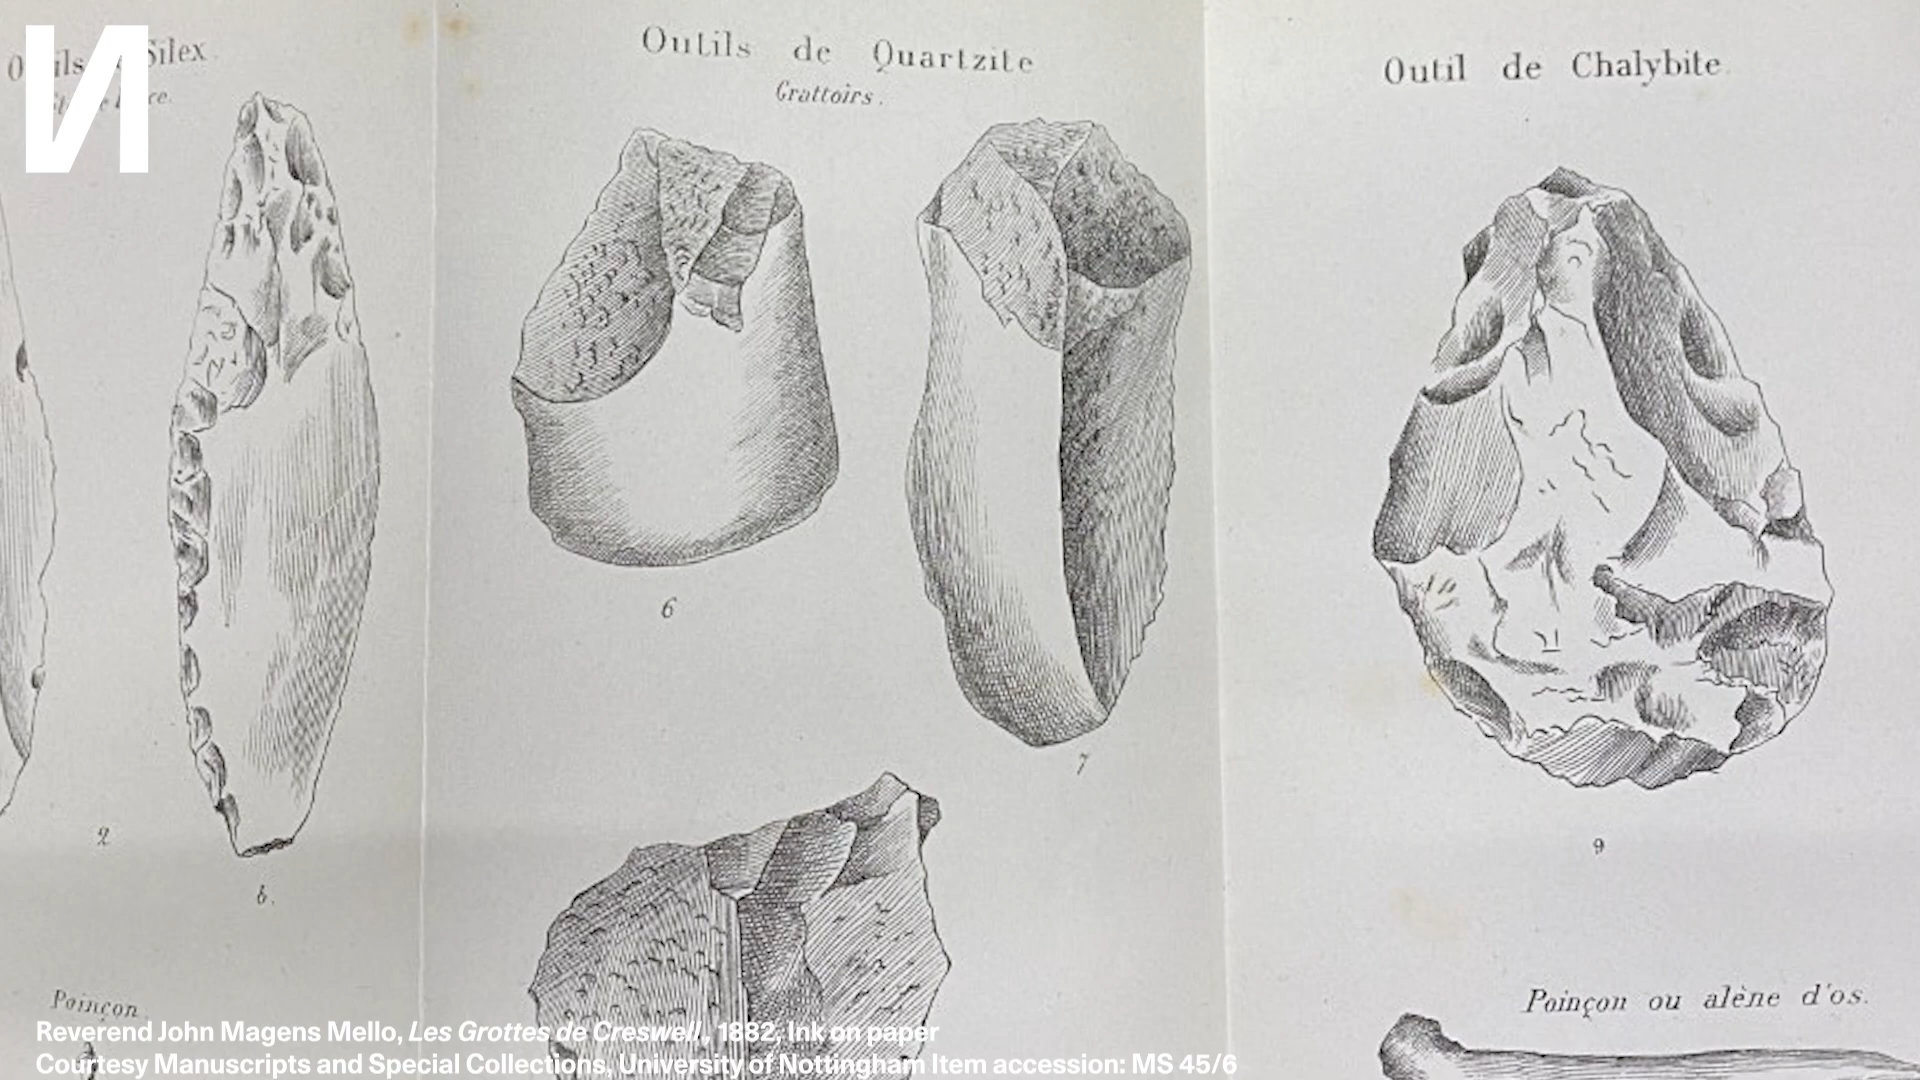 И
Silex.
Outils de Quartzite
Grattoirs.
Outil de Chalybite.
6
7
2
6.
9
Poinçon.
Poinçon ou alène d'os.
Reverend John Magens Mello, Les Grottes de Creswell, 1882, Ink on paper
Courtesy Manuscripts and Special Collections, University of Nottingham Item accession: MS 45/6